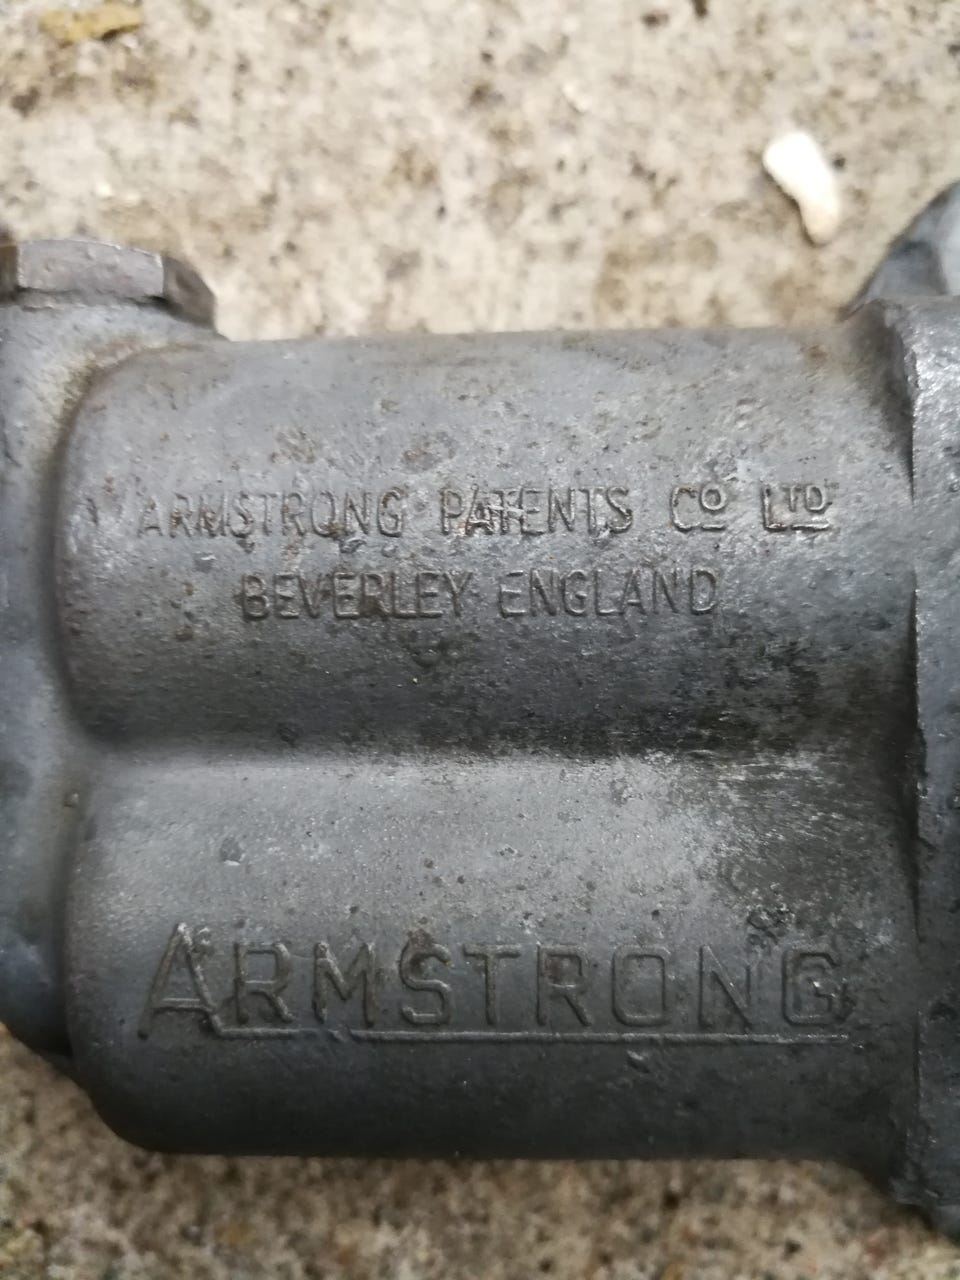 ARMSTRONG PATENTS Cº LTD
BEVERLEY ENGLAND
ARMSTRONG